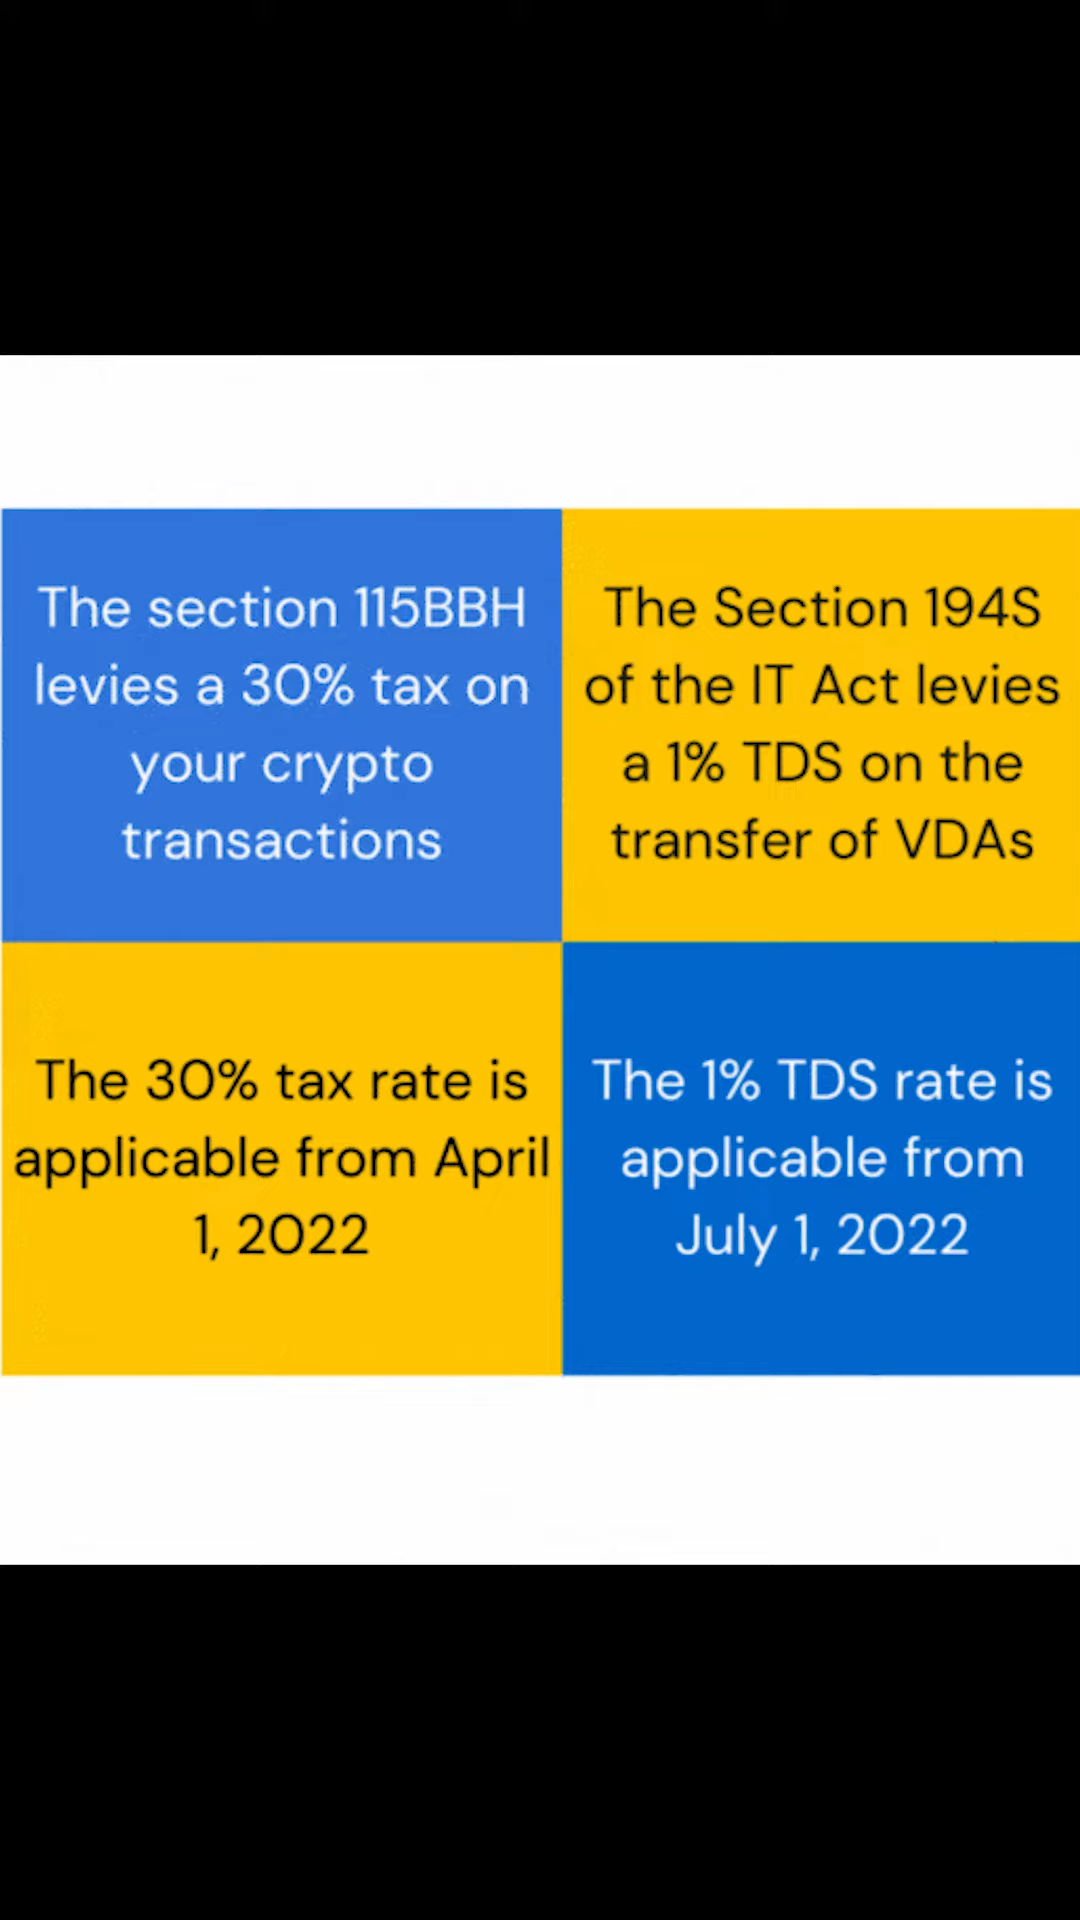 The section 115BBH
levies a 30% tax on
your crypto
transactions
The Section 194S
of the IT Act levies
a 1% TDS on the
transfer of VDAs
The 30% tax rate is
applicable from April
1, 2022
The 1% TDS rate is
applicable from
July 1, 2022